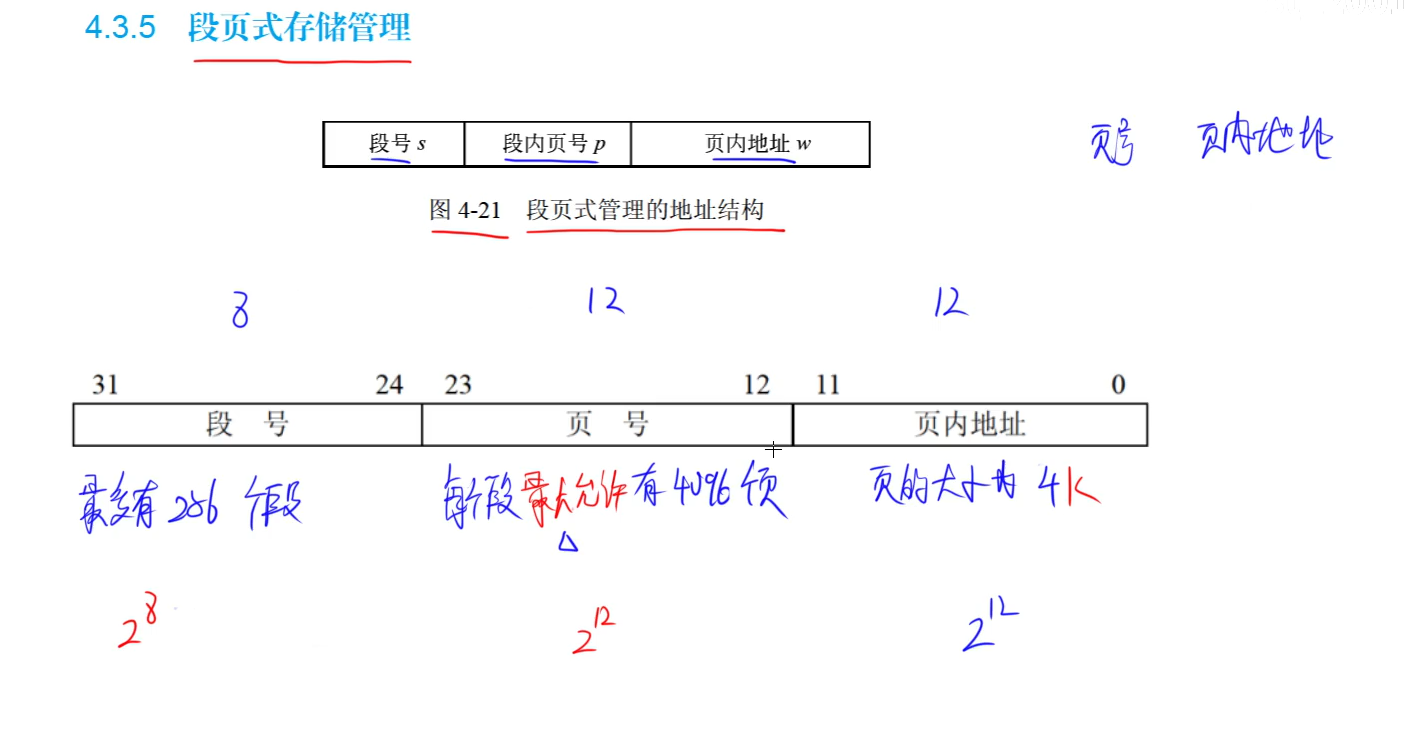 4.3.5 段页式存储管理
段号 s 段内页号 p 页内地址 w
页号 页内地址
图 4-21 段页式管理的地址结构
8 12 12
31 24 23 12 11 0
段 号 页 号 页内地址
最多有 256 个段 每个段最大允许有 4096 个页 页的大小为 4K
2^8 2^12 2^12